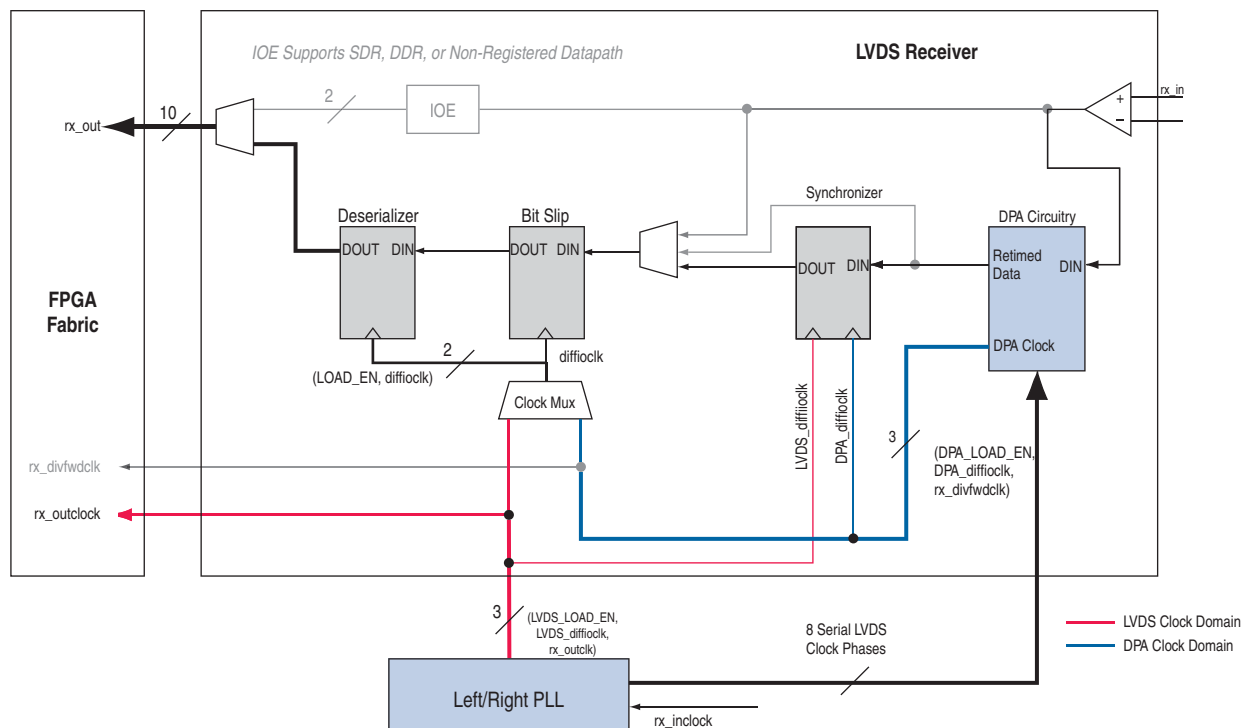 IOE Supports SDR, DDR, or Non-Registered Datapath
LVDS Receiver
2
IOE
+
–
rx_in
10
rx_out
Synchronizer
Deserializer
Bit Slip
DPA Circuitry
DOUT DIN
DOUT DIN
DOUT DIN
Retimed
Data
DIN
DPA Clock
FPGA
Fabric
2
(LOAD_EN, diffioclk)
diffioclk
Clock Mux
LVDS_diffiioclk
DPA_diffioclk
3
(DPA_LOAD_EN,
DPA_diffioclk,
rx_divfwdclk)
rx_divfwdclk
rx_outclock
3
(LVDS_LOAD_EN,
LVDS_diffioclk,
rx_outclk)
8 Serial LVDS
Clock Phases
LVDS Clock Domain
DPA Clock Domain
Left/Right PLL
rx_inclock